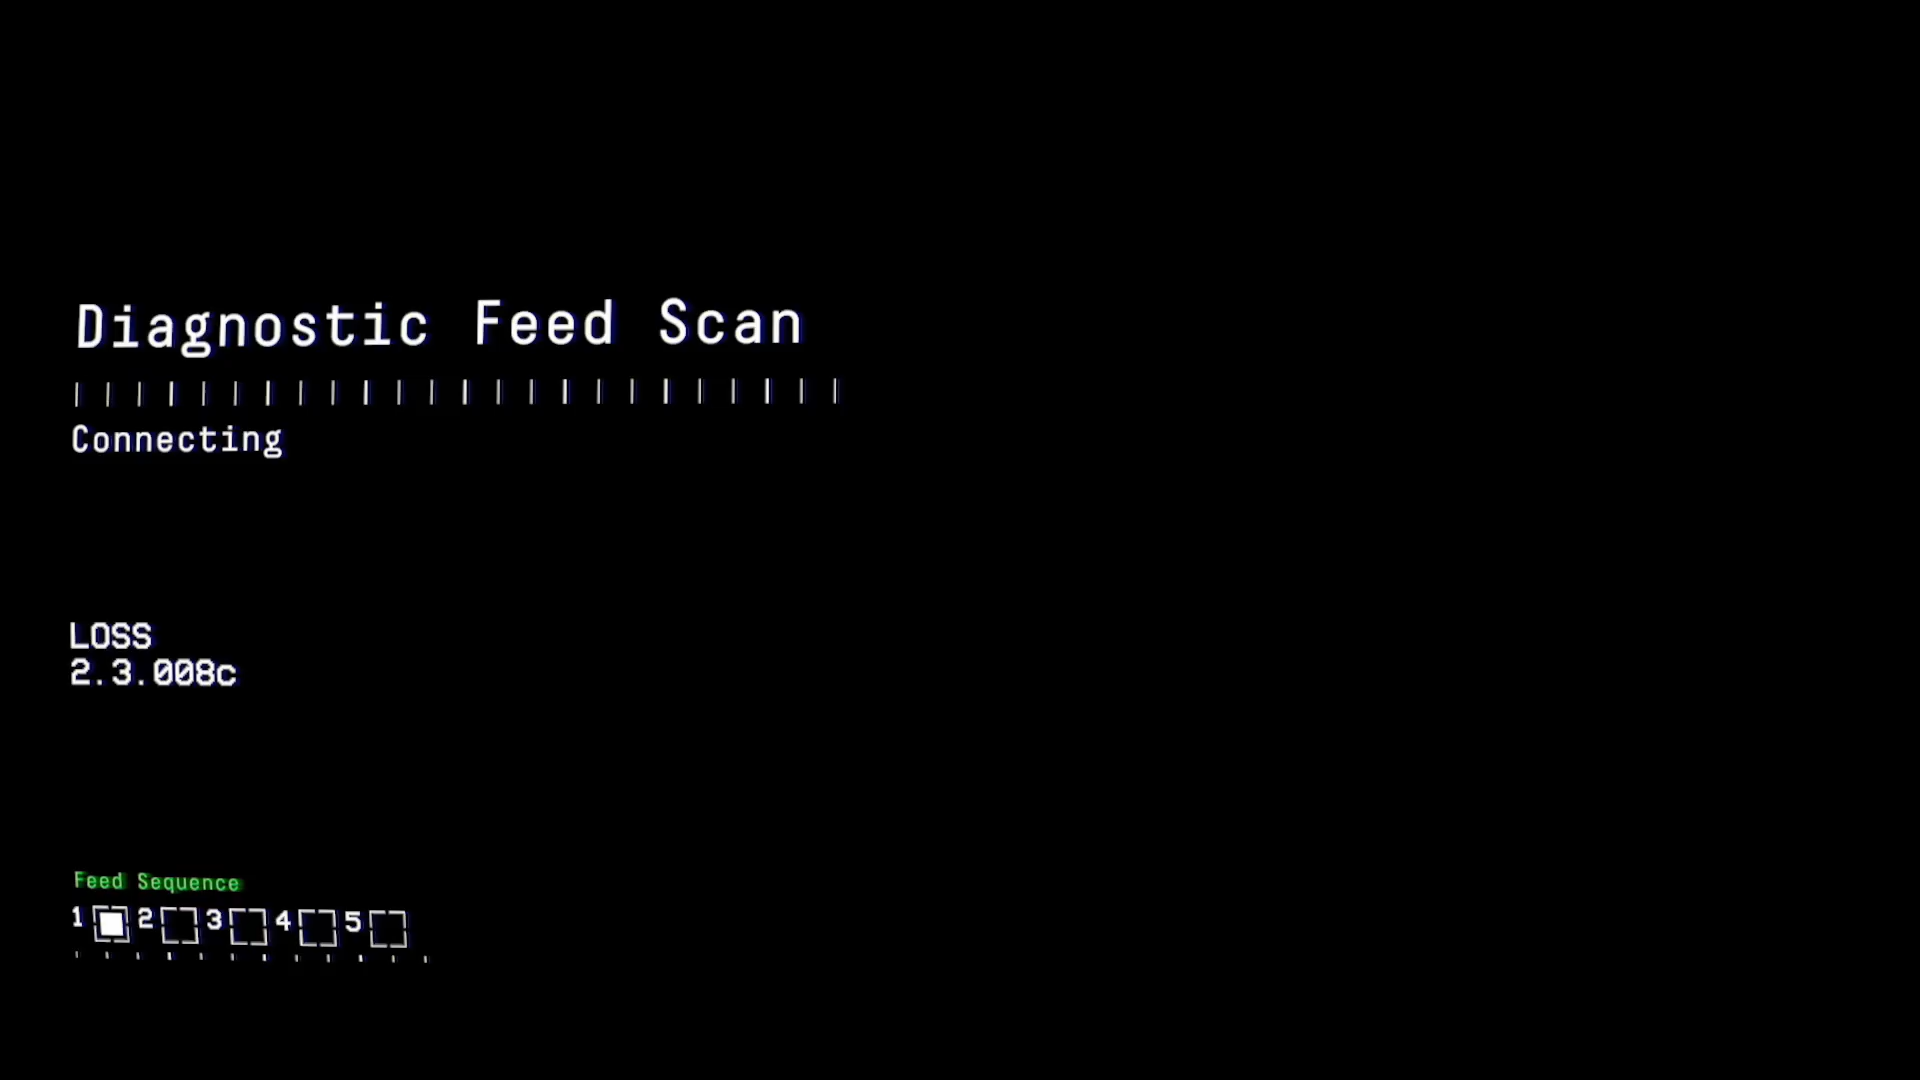 Diagnostic Feed Scan
Connecting
LOSS
2.3.008c
Feed Sequence
1 2 3 4 5